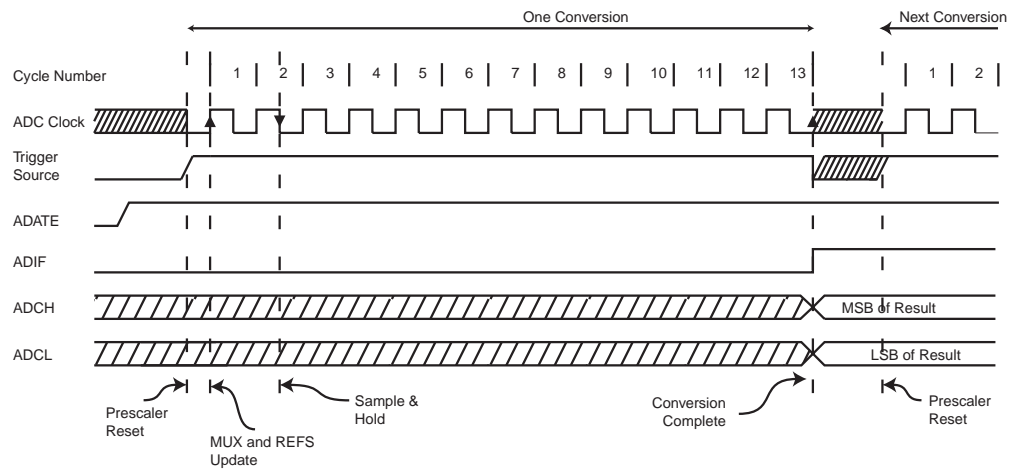 One Conversion
Next Conversion
Cycle Number
1 2 3 4 5 6 7 8 9 10 11 12 13 1 2
ADC Clock
Trigger
Source
ADATE
ADIF
ADCH
MSB of Result
ADCL
LSB of Result
Prescaler
Reset
MUX and REFS
Update
Sample &
Hold
Conversion
Complete
Prescaler
Reset